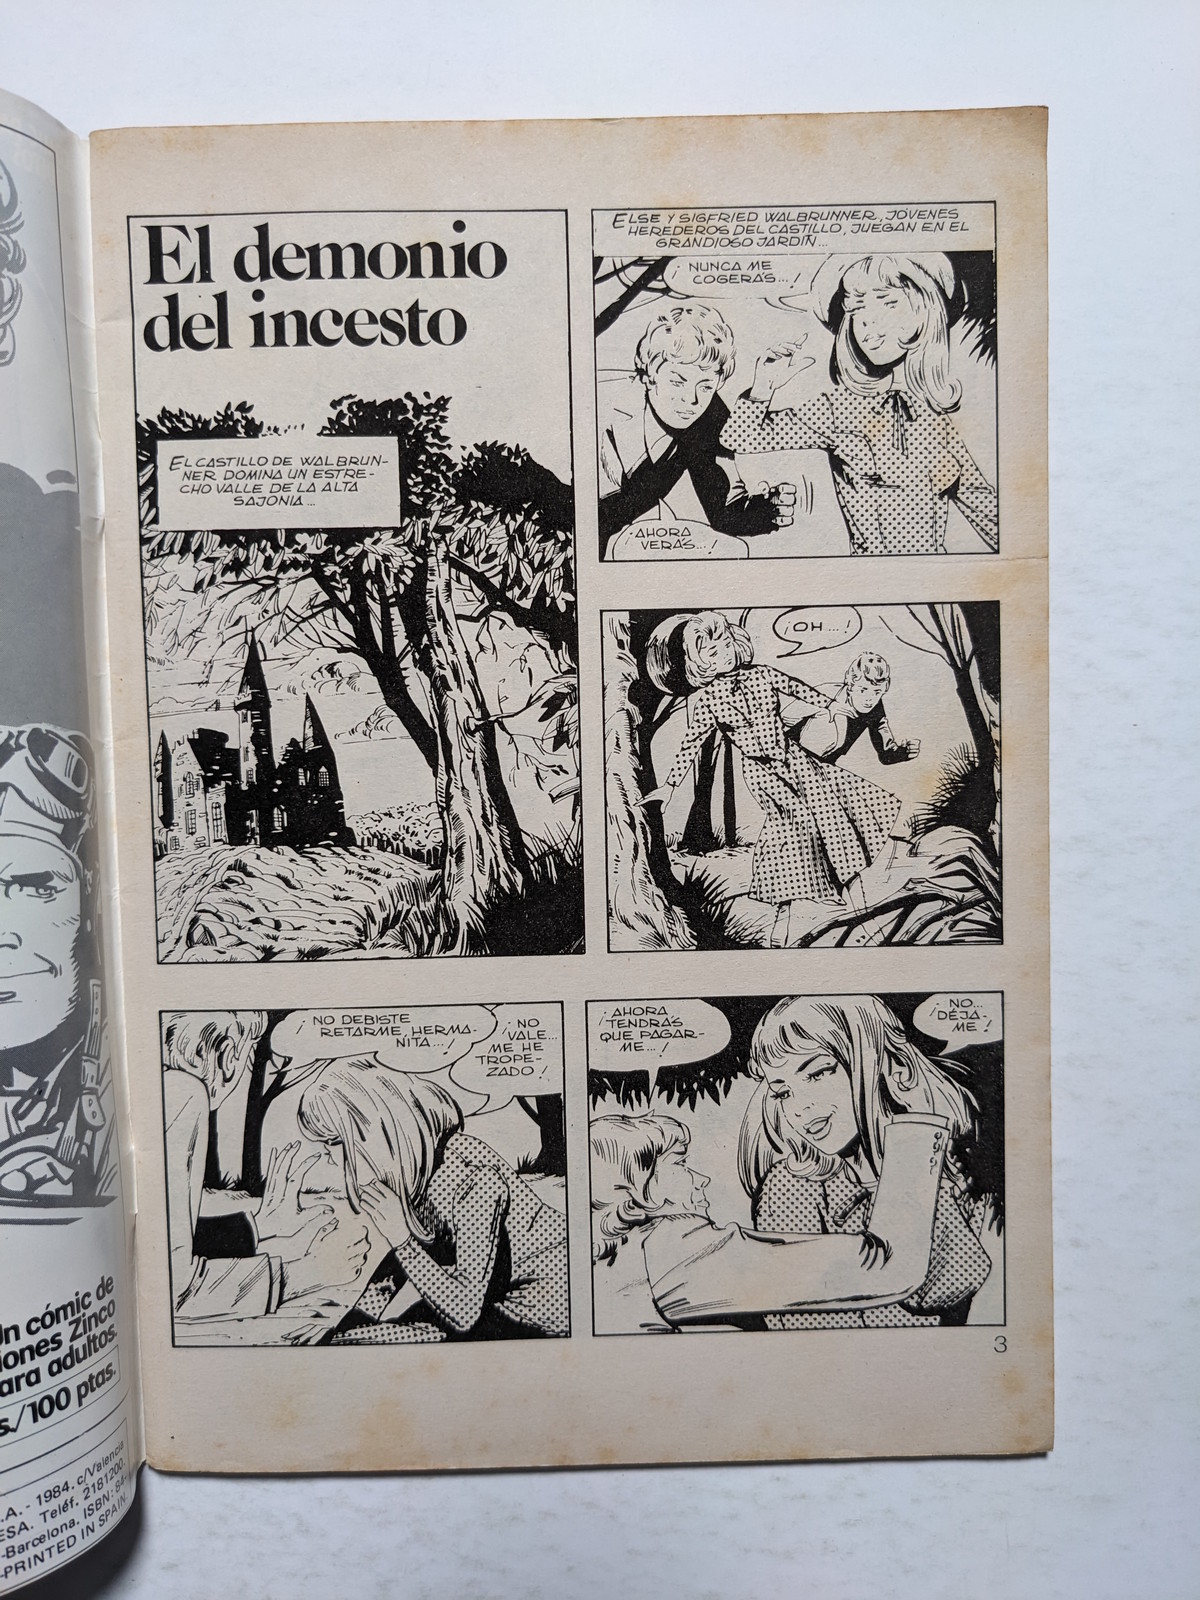 El demonio
del incesto
EL CASTILLO DE WALBRUN-
NER DOMINA UN ESTRE-
CHO VALLE DE LA ALTA
SAJONIA...
ELSE Y SIGFRIED WALBRUNNER, JÓVENES
HEREDEROS DEL CASTILLO, JUEGAN EN EL
GRANDIOSO JARDÍN...
¡NUNCA ME
COGERÁS...!
¡AHORA
VERÁS...!
¡OH...!
¡NO DEBISTE
RETARME, HERMA-
NITA...!
¡NO
VALE...
ME HE
TROPE-
ZADO!
¡AHORA
TENDRÁS
QUE PAGAR-
ME...!
¡NO...
DÉJA-
ME!
3
Un cómic de
iones Zinco
ara adultos.
s./100 ptas.
.A. - 1984. c/Valencia
ESA. Teléf. 2181200.
-Barcelona. ISBN: 84-
-PRINTED IN SPAIN.